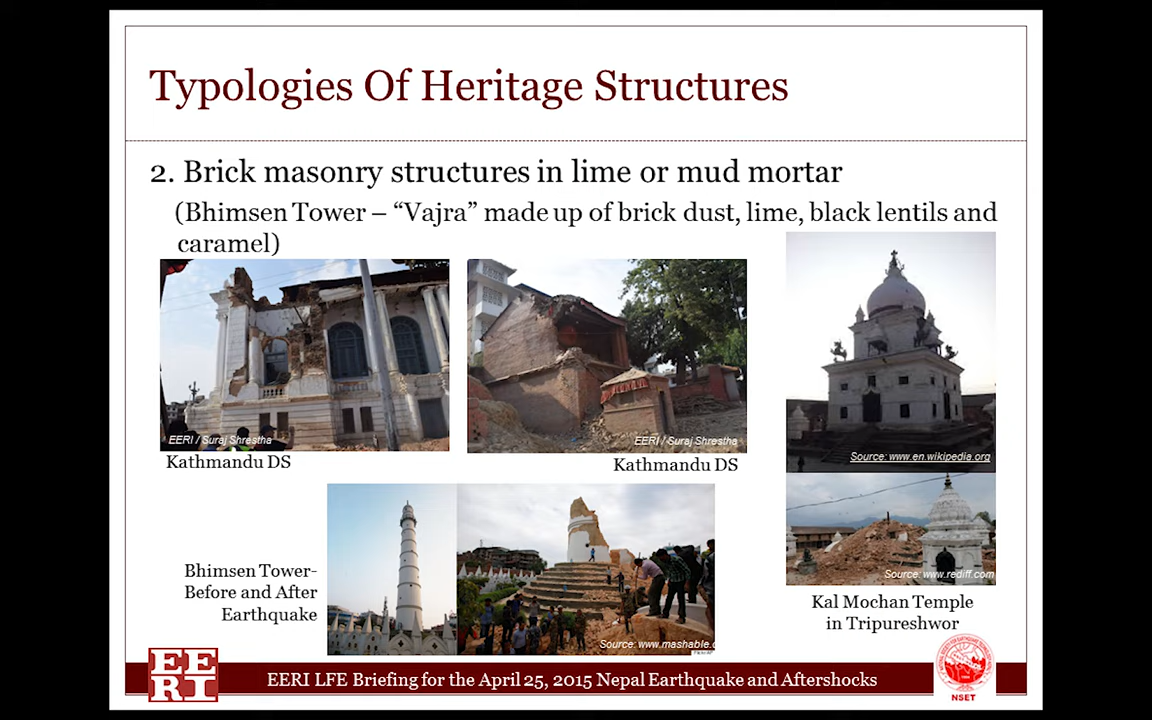 Typologies Of Heritage Structures
2. Brick masonry structures in lime or mud mortar
(Bhimsen Tower – “Vajra” made up of brick dust, lime, black lentils and
caramel)
EERI / Suraj Shrestha
Kathmandu DS
EERI / Suraj Shrestha
Kathmandu DS
Source: www.en.wikipedia.org
Source: www.rediff.com
Kal Mochan Temple
in Tripureshwor
Bhimsen Tower-
Before and After
Earthquake
Source: www.mashable.c
EE
RI
EERI LFE Briefing for the April 25, 2015 Nepal Earthquake and Aftershocks
NSET